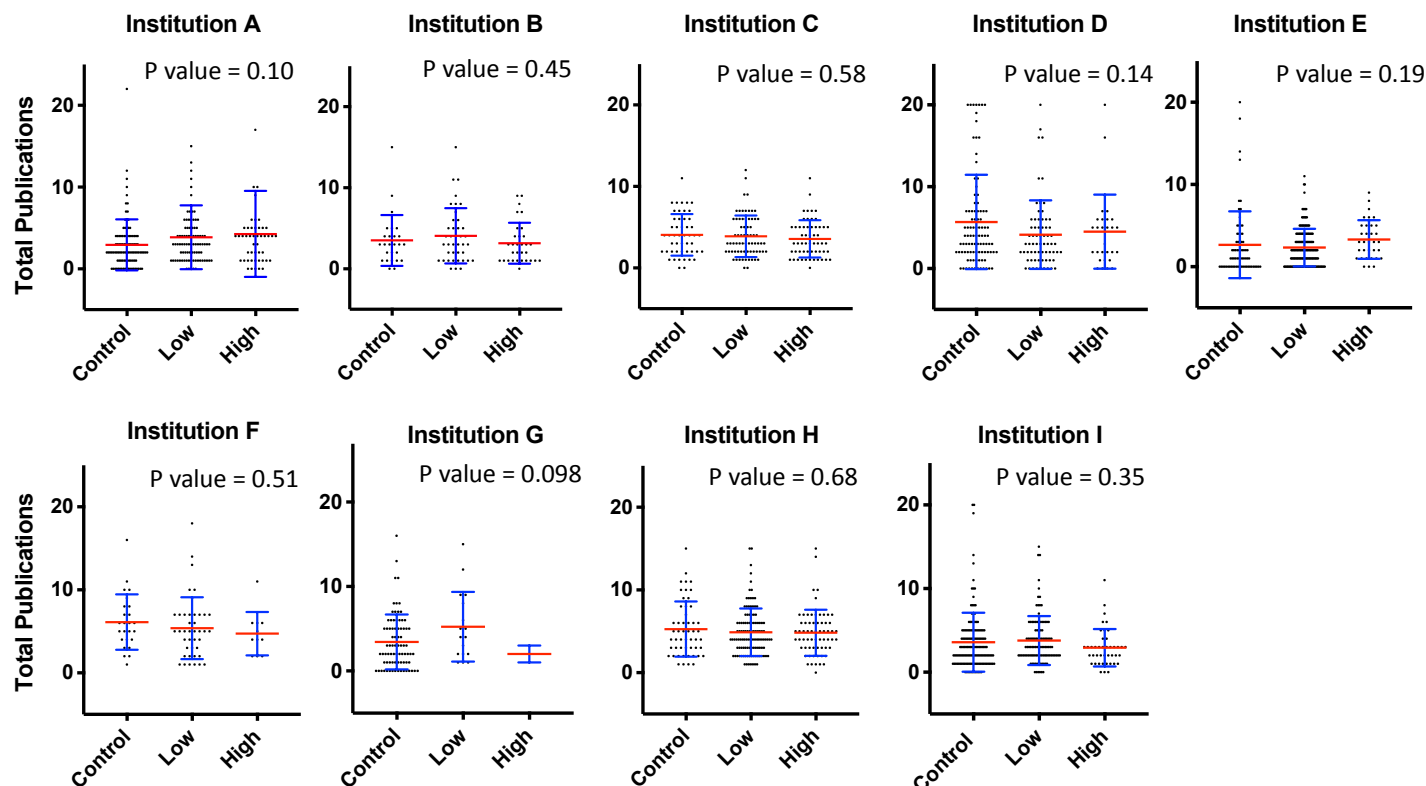 Institution A
Institution B
Institution C
Institution D
Institution E
P value = 0.10
P value = 0.45
P value = 0.58
P value = 0.14
P value = 0.19
Total Publications
20
10
0
Control
Low
High
20
10
0
Control
Low
High
20
10
0
Control
Low
High
20
10
0
Control
Low
High
20
10
0
Control
Low
High
Institution F
Institution G
Institution H
Institution I
P value = 0.51
P value = 0.098
P value = 0.68
P value = 0.35
Total Publications
20
10
0
Control
Low
High
20
10
0
Control
Low
High
20
10
0
Control
Low
High
20
10
0
Control
Low
High